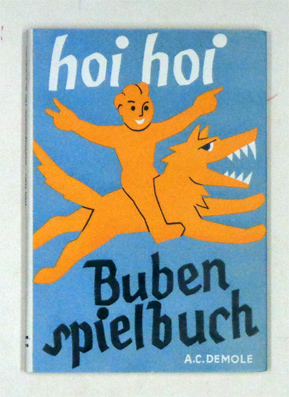 hoi hoi
Buben
spielbuch
A.C. DEMOLE